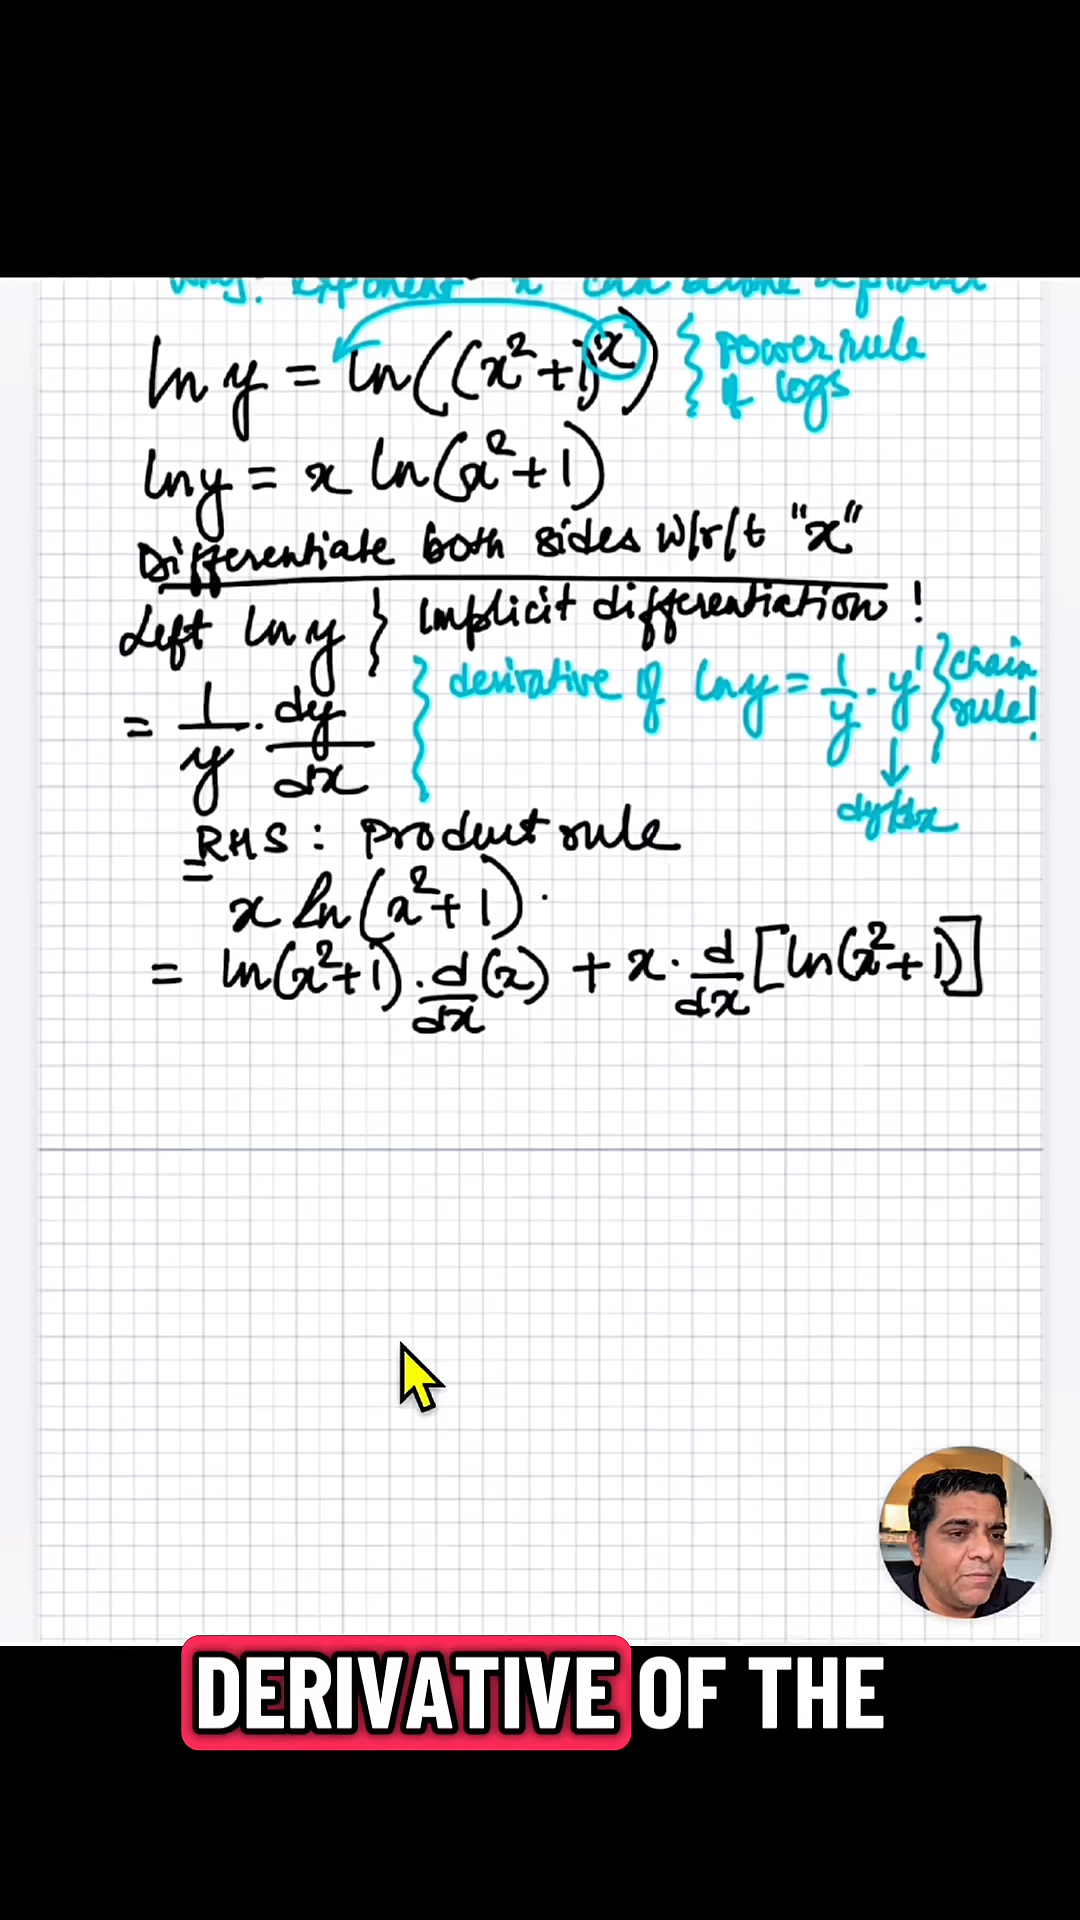 ln y = ln((x²+1)ˣ) } power rule of logs
ln y = x ln(x²+1)
Differentiate both sides w/r/t "x"
Left ln y } Implicit differentiation!
= 1/y · dy/dx } derivative of ln y = 1/y · y' } chain rule!
↓
dy/dx
RHS: Product rule
x ln(x²+1) ·
= ln(x²+1) · d/dx (x) + x · d/dx [ln(x²+1)]
DERIVATIVE OF THE